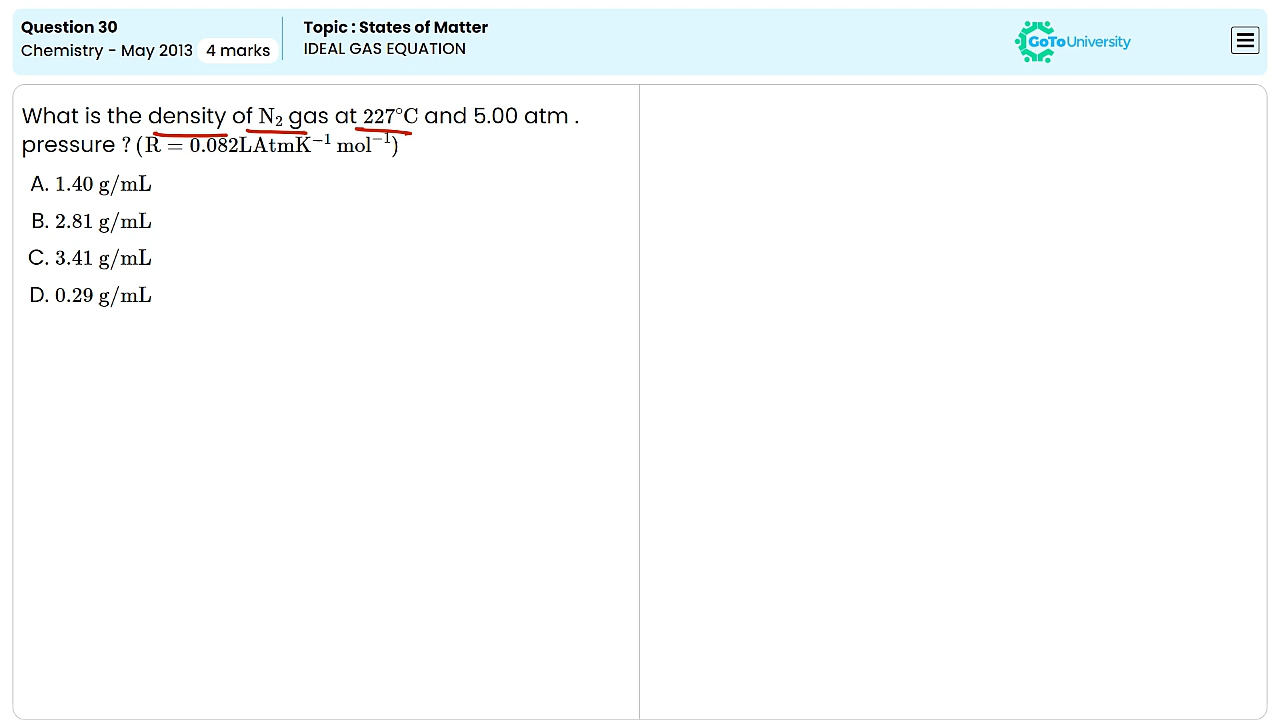 Question 30
Chemistry - May 2013 4 marks
Topic : States of Matter
IDEAL GAS EQUATION
GoToUniversity
What is the density of N₂ gas at 227°C and 5.00 atm .
pressure ? (R = 0.082LAtmK⁻¹ mol⁻¹)
A. 1.40 g/mL
B. 2.81 g/mL
C. 3.41 g/mL
D. 0.29 g/mL